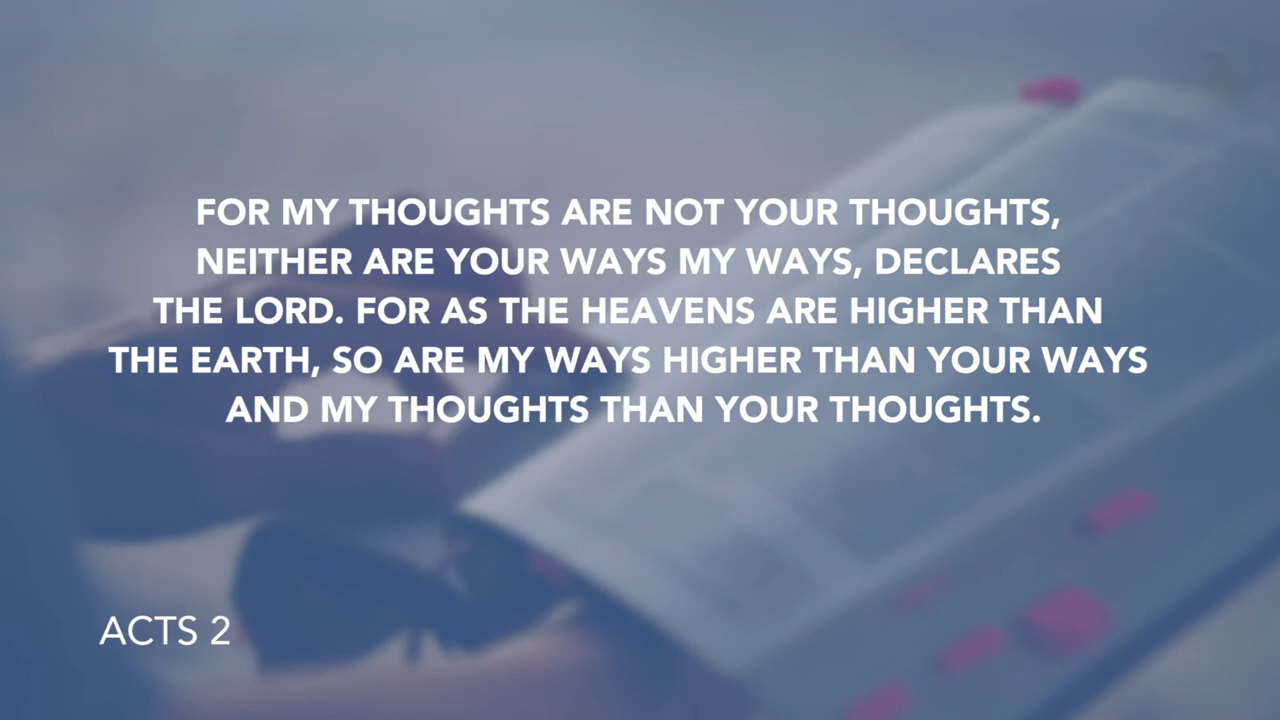 FOR MY THOUGHTS ARE NOT YOUR THOUGHTS,
NEITHER ARE YOUR WAYS MY WAYS, DECLARES
THE LORD. FOR AS THE HEAVENS ARE HIGHER THAN
THE EARTH, SO ARE MY WAYS HIGHER THAN YOUR WAYS
AND MY THOUGHTS THAN YOUR THOUGHTS.
ACTS 2